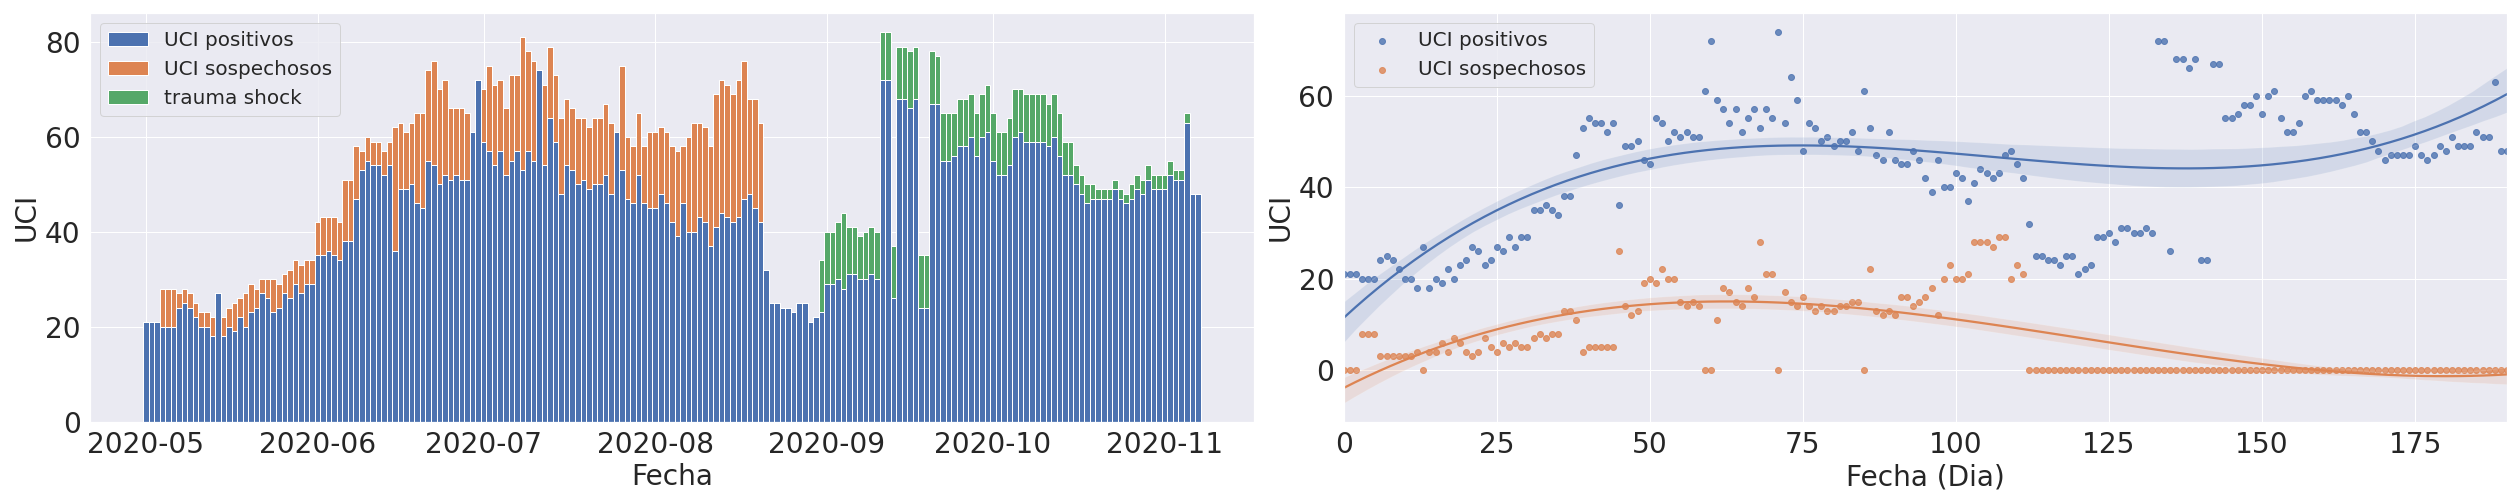 UCI positivos
UCI sospechosos
trauma shock
UCI
80
60
40
20
0
2020-05 2020-06 2020-07 2020-08 2020-09 2020-10 2020-11
Fecha
UCI positivos
UCI sospechosos
UCI
60
40
20
0
0 25 50 75 100 125 150 175
Fecha (Dia)